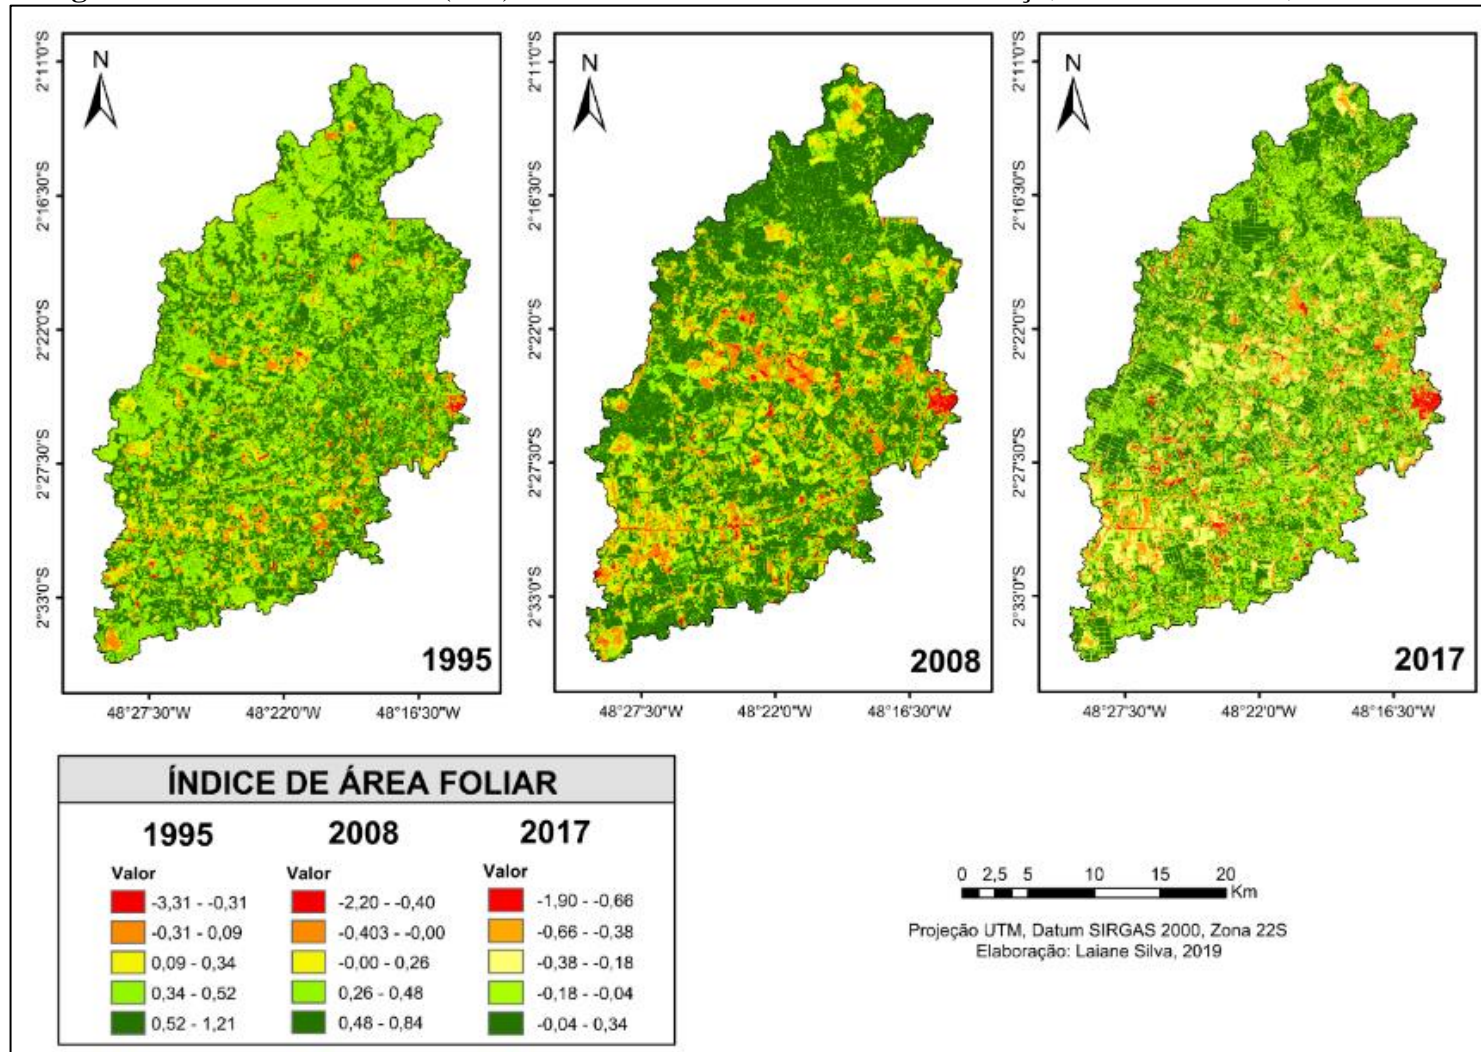 N
2°11'0"S
2°16'30"S
2°22'0"S
2°27'30"S
2°33'0"S
1995
48°27'30"W 48°22'0"W 48°16'30"W
N
2°11'0"S
2°16'30"S
2°22'0"S
2°27'30"S
2°33'0"S
2008
48°27'30"W 48°22'0"W 48°16'30"W
N
2°11'0"S
2°16'30"S
2°22'0"S
2°27'30"S
2°33'0"S
2017
48°27'30"W 48°22'0"W 48°16'30"W
ÍNDICE DE ÁREA FOLIAR
1995 2008 2017
Valor Valor Valor
-3,31 - -0,31 -2,20 - -0,40 -1,90 - -0,66
-0,31 - 0,09 -0,403 - -0,00 -0,66 - -0,38
0,09 - 0,34 -0,00 - 0,26 -0,38 - -0,18
0,34 - 0,52 0,26 - 0,48 -0,18 - -0,04
0,52 - 1,21 0,48 - 0,84 -0,04 - 0,34
0 2,5 5 10 15 20
Km
Projeção UTM, Datum SIRGAS 2000, Zona 22S
Elaboração: Laiane Silva, 2019